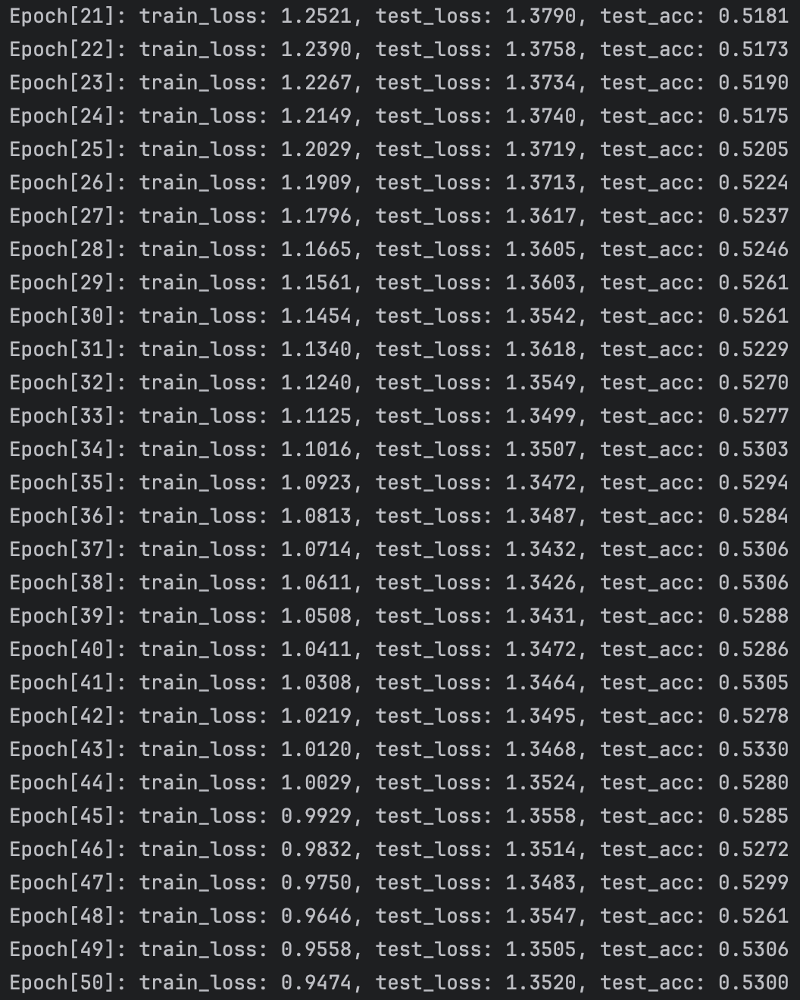 Epoch[21]: train_loss: 1.2521, test_loss: 1.3790, test_acc: 0.5181
Epoch[22]: train_loss: 1.2390, test_loss: 1.3758, test_acc: 0.5173
Epoch[23]: train_loss: 1.2267, test_loss: 1.3734, test_acc: 0.5190
Epoch[24]: train_loss: 1.2149, test_loss: 1.3740, test_acc: 0.5175
Epoch[25]: train_loss: 1.2029, test_loss: 1.3719, test_acc: 0.5205
Epoch[26]: train_loss: 1.1909, test_loss: 1.3713, test_acc: 0.5224
Epoch[27]: train_loss: 1.1796, test_loss: 1.3617, test_acc: 0.5237
Epoch[28]: train_loss: 1.1665, test_loss: 1.3605, test_acc: 0.5246
Epoch[29]: train_loss: 1.1561, test_loss: 1.3603, test_acc: 0.5261
Epoch[30]: train_loss: 1.1454, test_loss: 1.3542, test_acc: 0.5261
Epoch[31]: train_loss: 1.1340, test_loss: 1.3618, test_acc: 0.5229
Epoch[32]: train_loss: 1.1240, test_loss: 1.3549, test_acc: 0.5270
Epoch[33]: train_loss: 1.1125, test_loss: 1.3499, test_acc: 0.5277
Epoch[34]: train_loss: 1.1016, test_loss: 1.3507, test_acc: 0.5303
Epoch[35]: train_loss: 1.0923, test_loss: 1.3472, test_acc: 0.5294
Epoch[36]: train_loss: 1.0813, test_loss: 1.3487, test_acc: 0.5284
Epoch[37]: train_loss: 1.0714, test_loss: 1.3432, test_acc: 0.5306
Epoch[38]: train_loss: 1.0611, test_loss: 1.3426, test_acc: 0.5306
Epoch[39]: train_loss: 1.0508, test_loss: 1.3431, test_acc: 0.5288
Epoch[40]: train_loss: 1.0411, test_loss: 1.3472, test_acc: 0.5286
Epoch[41]: train_loss: 1.0308, test_loss: 1.3464, test_acc: 0.5305
Epoch[42]: train_loss: 1.0219, test_loss: 1.3495, test_acc: 0.5278
Epoch[43]: train_loss: 1.0120, test_loss: 1.3468, test_acc: 0.5330
Epoch[44]: train_loss: 1.0029, test_loss: 1.3524, test_acc: 0.5280
Epoch[45]: train_loss: 0.9929, test_loss: 1.3558, test_acc: 0.5285
Epoch[46]: train_loss: 0.9832, test_loss: 1.3514, test_acc: 0.5272
Epoch[47]: train_loss: 0.9750, test_loss: 1.3483, test_acc: 0.5299
Epoch[48]: train_loss: 0.9646, test_loss: 1.3547, test_acc: 0.5261
Epoch[49]: train_loss: 0.9558, test_loss: 1.3505, test_acc: 0.5306
Epoch[50]: train_loss: 0.9474, test_loss: 1.3520, test_acc: 0.5300